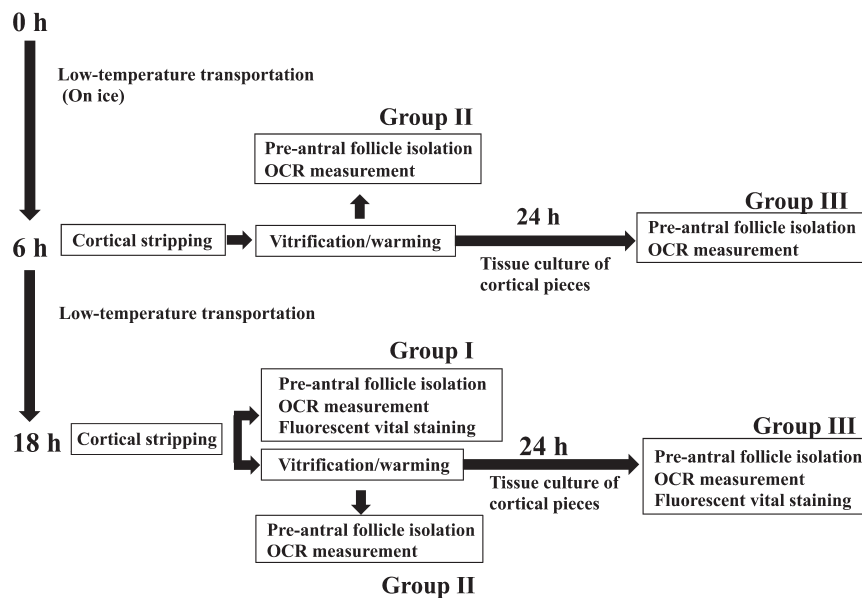 0 h
Low-temperature transportation
(On ice)
Group II
Pre-antral follicle isolation
OCR measurement
6 h
Cortical stripping
Vitrification/warming
24 h
Tissue culture of
cortical pieces
Group III
Pre-antral follicle isolation
OCR measurement
Low-temperature transportation
Group I
Pre-antral follicle isolation
OCR measurement
Fluorescent vital staining
18 h
Cortical stripping
Vitrification/warming
24 h
Tissue culture of
cortical pieces
Group III
Pre-antral follicle isolation
OCR measurement
Fluorescent vital staining
Pre-antral follicle isolation
OCR measurement
Group II